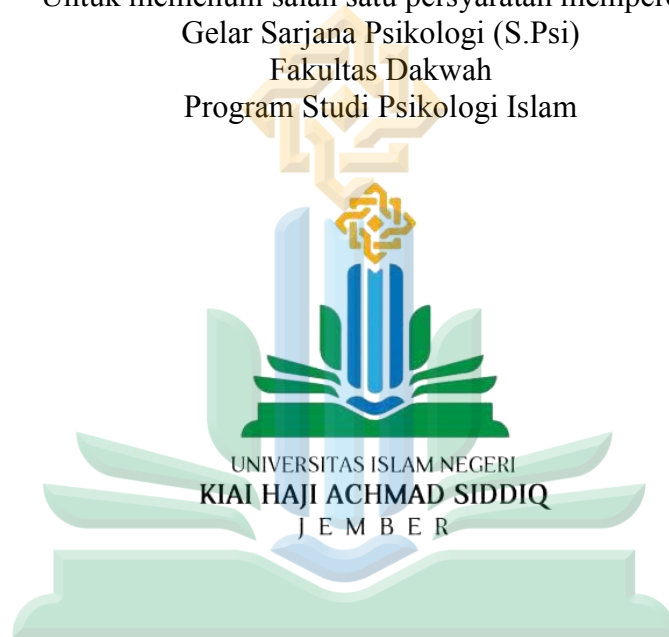 Untuk memenuhi salah satu persyaratan
Gelar Sarjana Psikologi (S.Psi)
Fakultas Dakwah
Program Studi Psikologi Islam
UNIVERSITAS ISLAM NEGERI
KIAI HAJI ACHMAD SIDDIQ
JEMBER